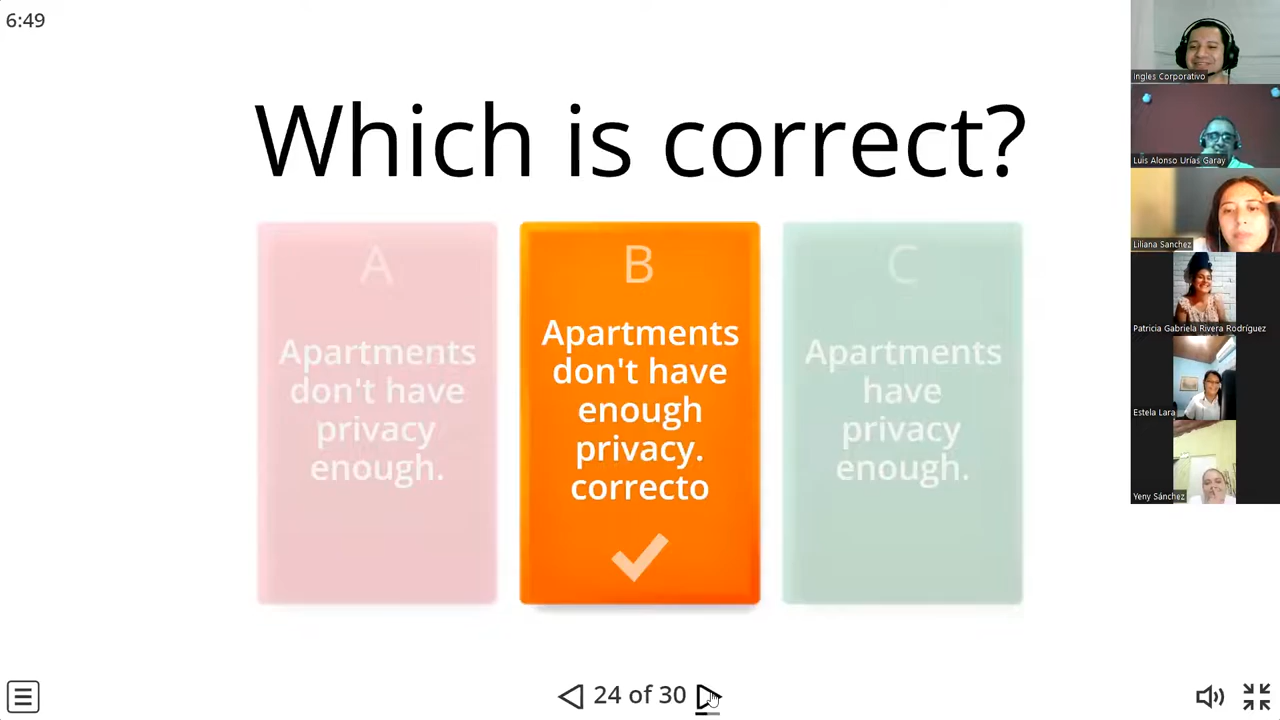 6:49
Which is correct?
A
Apartments
don't have
privacy
enough.
B
Apartments
don't have
enough
privacy.
correcto
C
Apartments
have
privacy
enough.
24 of 30
Ingles Corporativo
Luis Alonso Urías Garay
Liliana Sanchez
Patricia Gabriela Rivera Rodríguez
Estela Lara
Yeny Sánchez